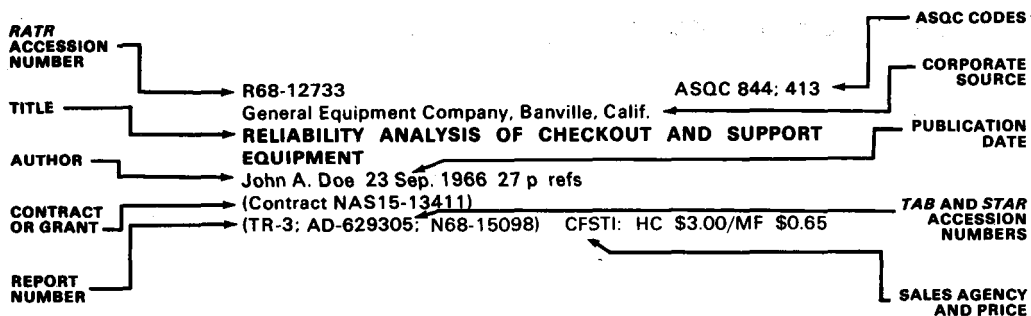 RATR
ACCESSION
NUMBER
TITLE
AUTHOR
CONTRACT
OR GRANT
REPORT
NUMBER
R68-12733 ASQC 844; 413
General Equipment Company, Banville, Calif.
RELIABILITY ANALYSIS OF CHECKOUT AND SUPPORT
EQUIPMENT
John A. Doe 23 Sep. 1966 27 p refs
(Contract NAS15-13411)
(TR-3; AD-629305; N68-15098) CFSTI: HC $3.00/MF $0.65
ASQC CODES
CORPORATE
SOURCE
PUBLICATION
DATE
TAB AND STAR
ACCESSION
NUMBERS
SALES AGENCY
AND PRICE